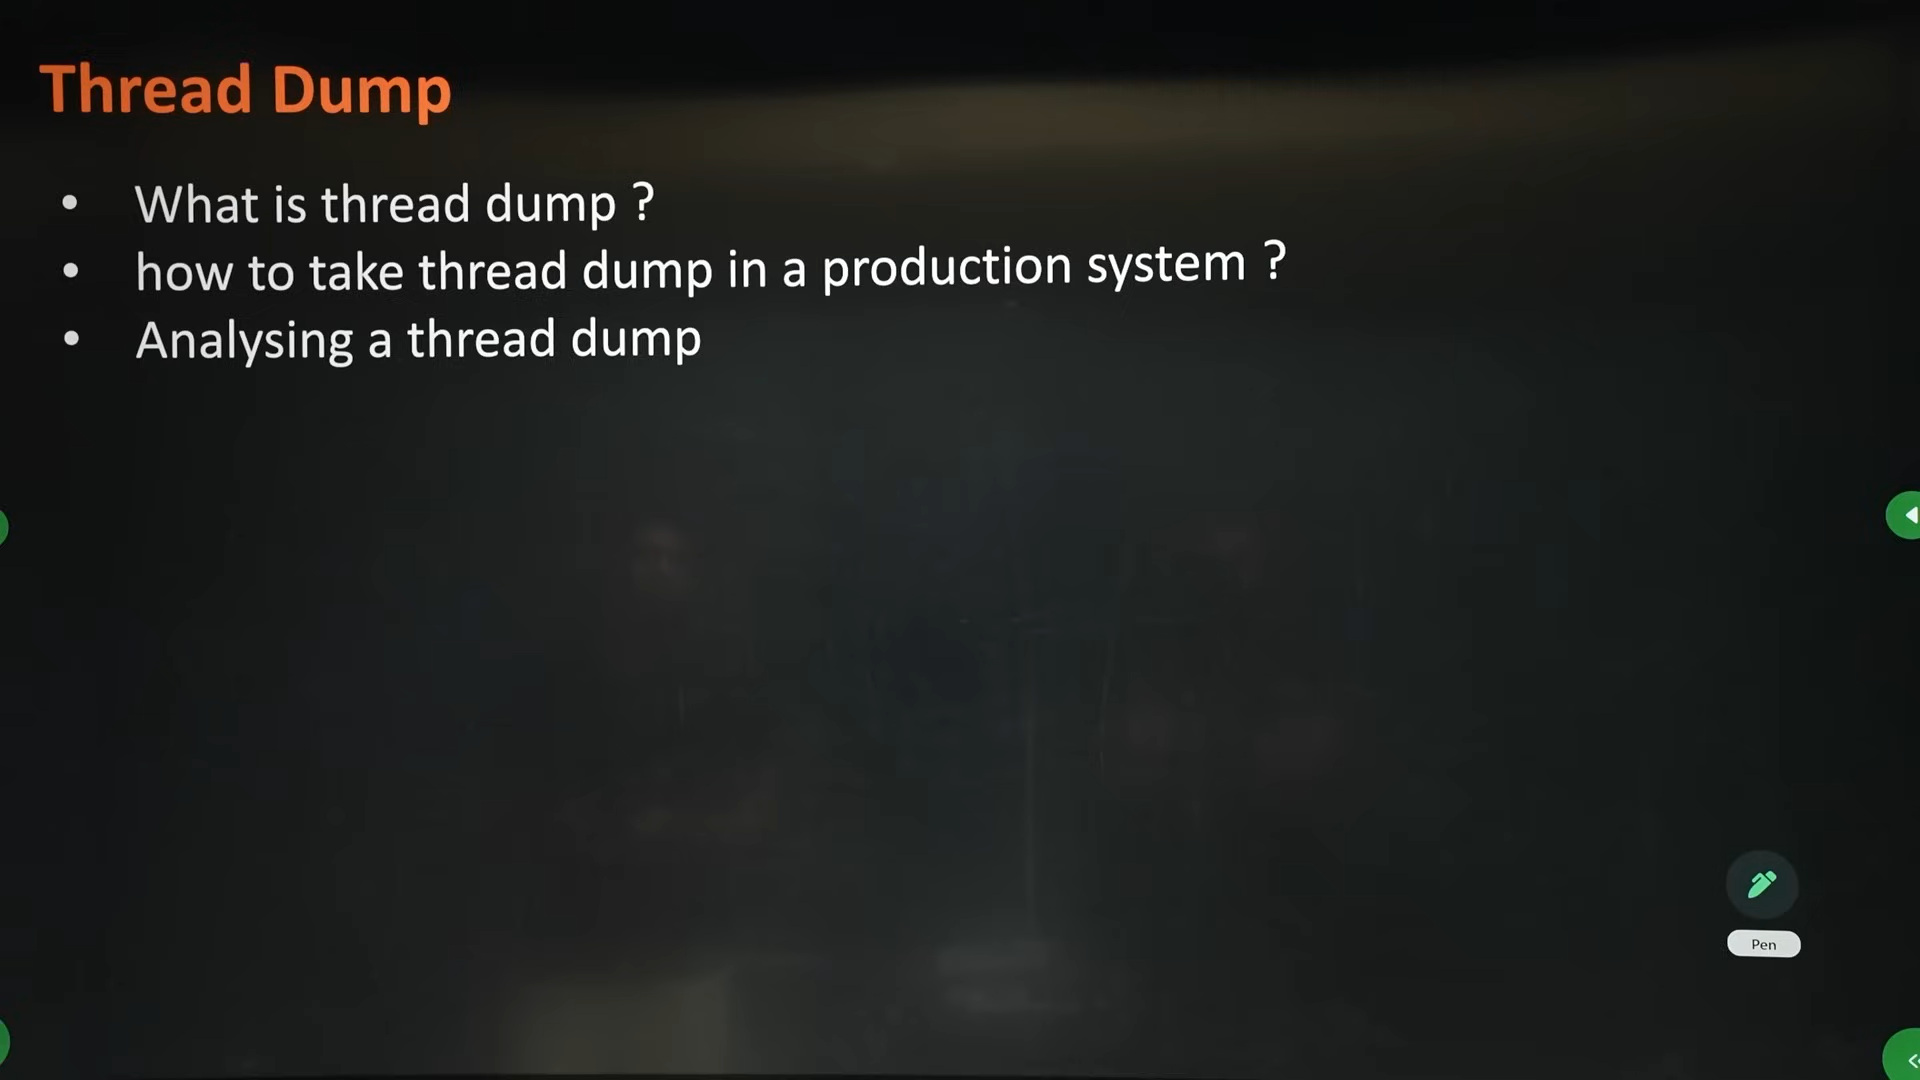 Thread Dump
• What is thread dump ?
• how to take thread dump in a production system ?
• Analysing a thread dump
Pen